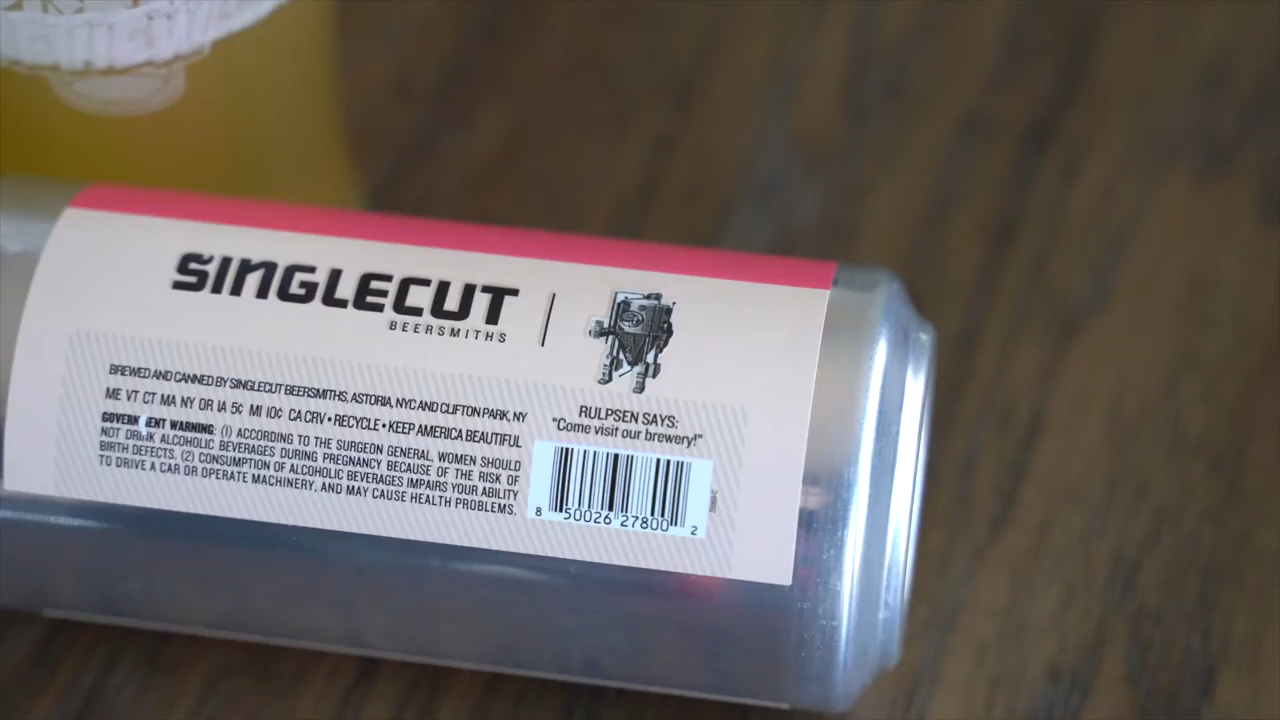 SINGLECUT
BEERSMITHS
BREWED AND CANNED BY SINGLECUT BEERSMITHS, ASTORIA, NYC AND CLIFTON PARK, NY
ME VT CT MA NY OR IA 5¢ MI 10¢ CA CRV • RECYCLE • KEEP AMERICA BEAUTIFUL
GOVERNMENT WARNING: (1) ACCORDING TO THE SURGEON GENERAL, WOMEN SHOULD
NOT DRINK ALCOHOLIC BEVERAGES DURING PREGNANCY BECAUSE OF THE RISK OF
BIRTH DEFECTS. (2) CONSUMPTION OF ALCOHOLIC BEVERAGES IMPAIRS YOUR ABILITY
TO DRIVE A CAR OR OPERATE MACHINERY, AND MAY CAUSE HEALTH PROBLEMS.
RULPSEN SAYS:
"Come visit our brewery!"
8 50026 27800 2